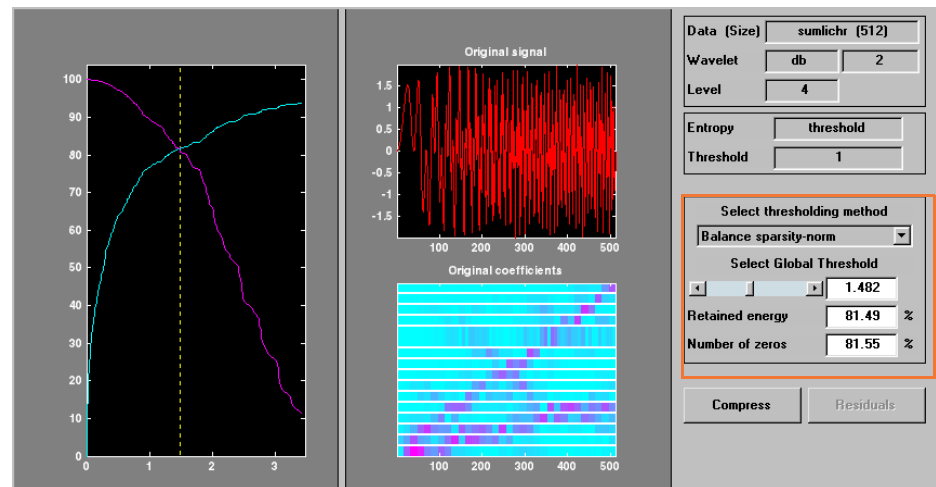 100
90
80
70
60
50
40
30
20
10
0
0 1 2 3
Original signal
1.5
1
0.5
0
-0.5
-1
-1.5
100 200 300 400 500
Original coefficients
100 200 300 400 500
Data (Size) sumlichr (512)
Wavelet db 2
Level 4
Entropy threshold
Threshold 1
Select thresholding method
Balance sparsity-norm
Select Global Threshold
1.482
Retained energy 81.49 %
Number of zeros 81.55 %
Compress Residuals